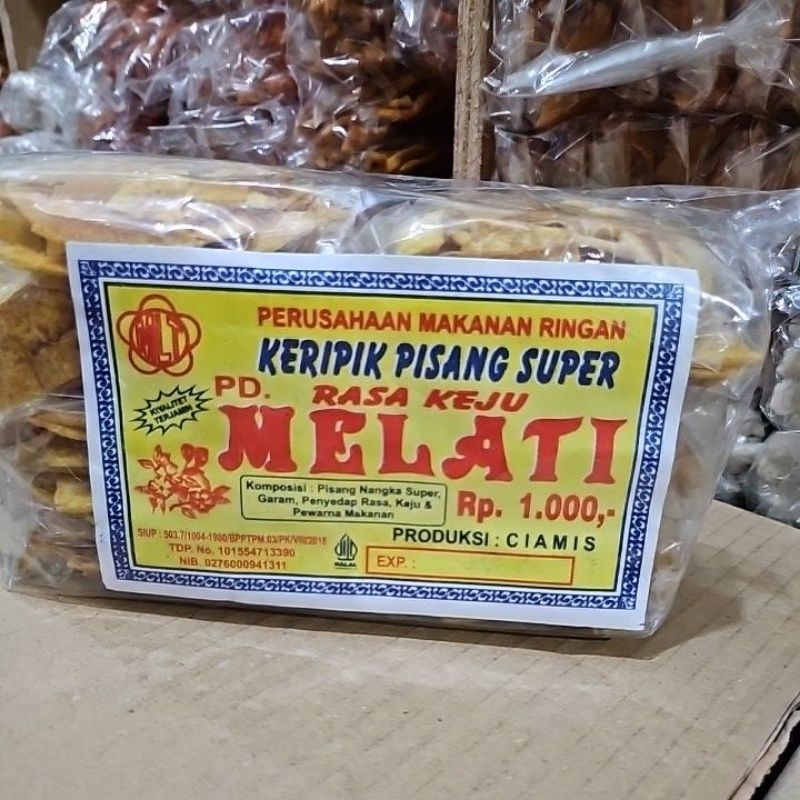 MLT
PERUSAHAAN MAKANAN RINGAN
KERIPIK PISANG SUPER
PD. RASA KEJU
KWALITET
TERJAMIN
MELATI
Komposisi : Pisang Nangka Super,
Garam, Penyedap Rasa, Kaju &
Pewarna Makanan
Rp. 1.000,-
PRODUKSI : CIAMIS
SIUP : 503.7/1004-1980/BPPTPM.03/PK/VIII/2016
TDP. No. 101554713390
NIB. 0276000941311
HALAL
EXP. :